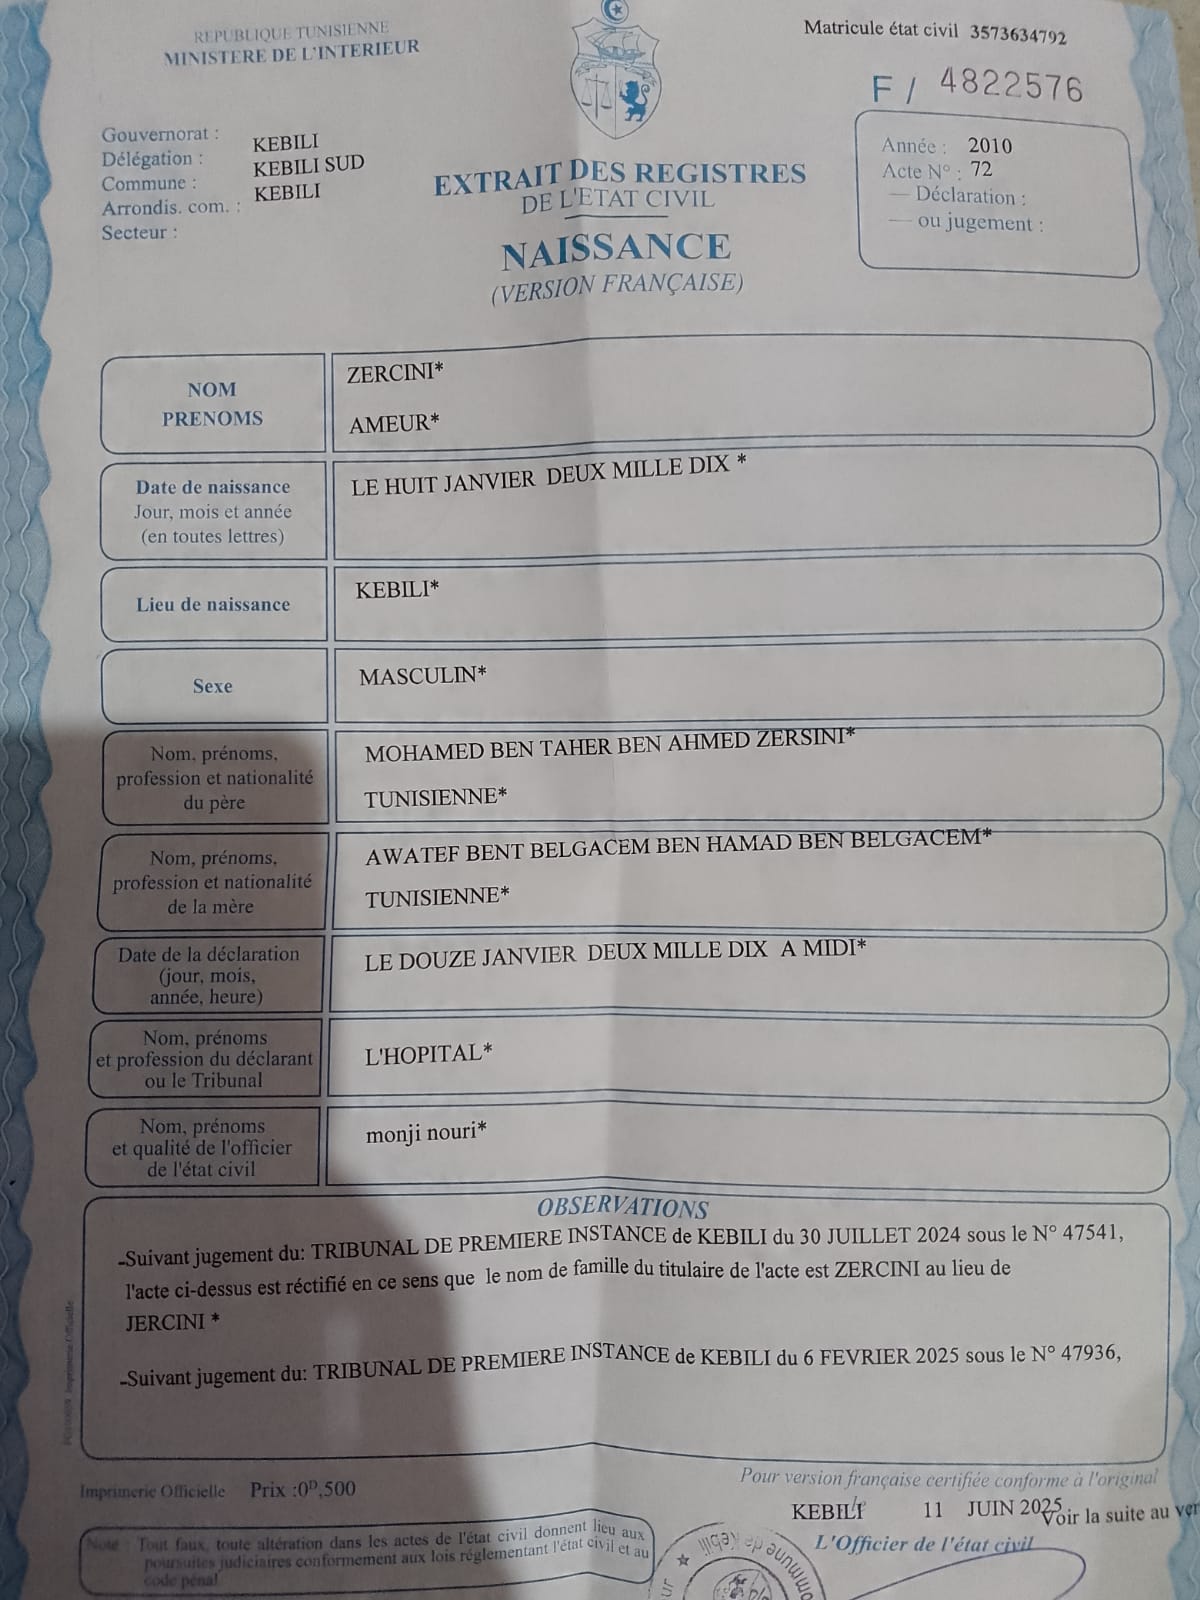 REPUBLIQUE TUNISIENNE
MINISTERE DE L'INTERIEUR
Matricule état civil 3573634792
F / 4822576
Gouvernorat : KEBILI
Délégation : KEBILI SUD
Commune : KEBILI
Arrondis. com. :
Secteur :
EXTRAIT DES REGISTRES
DE L'ETAT CIVIL
NAISSANCE
(VERSION FRANÇAISE)
Année : 2010
Acte N° : 72
— Déclaration :
— ou jugement :
NOM
PRENOMS
ZERCINI*
AMEUR*
Date de naissance
Jour, mois et année
(en toutes lettres)
LE HUIT JANVIER DEUX MILLE DIX *
Lieu de naissance
KEBILI*
Sexe
MASCULIN*
Nom, prénoms,
profession et nationalité
du père
MOHAMED BEN TAHER BEN AHMED ZERSINI*
TUNISIENNE*
Nom, prénoms,
profession et nationalité
de la mère
AWATEF BENT BELGACEM BEN HAMAD BEN BELGACEM*
TUNISIENNE*
Date de la déclaration
(jour, mois,
année, heure)
LE DOUZE JANVIER DEUX MILLE DIX A MIDI*
Nom, prénoms
et profession du déclarant
ou le Tribunal
L'HOPITAL*
Nom, prénoms
et qualité de l'officier
de l'état civil
monji nouri*
OBSERVATIONS
-Suivant jugement du: TRIBUNAL DE PREMIERE INSTANCE de KEBILI du 30 JUILLET 2024 sous le N° 47541,
l'acte ci-dessus est réctifié en ce sens que le nom de famille du titulaire de l'acte est ZERCINI au lieu de
JERCINI *
-Suivant jugement du: TRIBUNAL DE PREMIERE INSTANCE de KEBILI du 6 FEVRIER 2025 sous le N° 47936,
Imprimerie Officielle
Imprimerie Officielle Prix :0ᴰ,500
Pour version française certifiée conforme à l'original
KEBILI le 11 JUIN 2025
Voir la suite au ver
L'Officier de l'état civil
Note : Tout faux, toute altération dans les actes de l'état civil donnent lieu aux
poursuites judiciaires conformement aux lois réglementant l'état civil et au
code pénal
ommune de Kebili